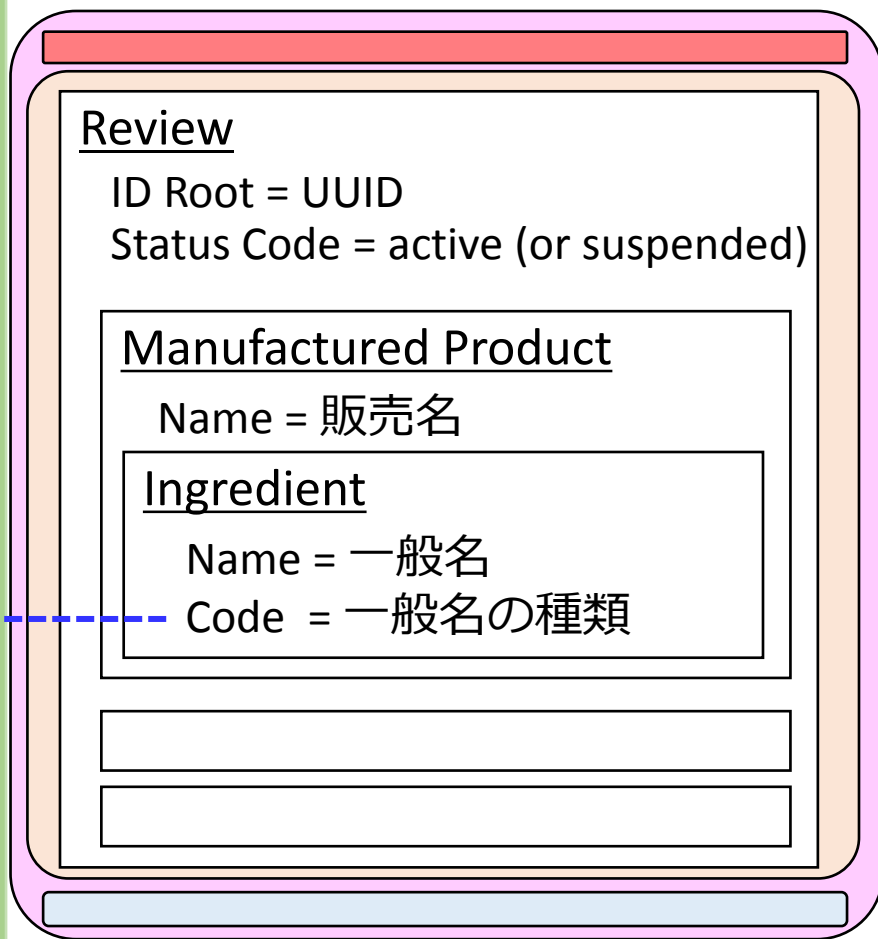 Review
ID Root = UUID
Status Code = active (or suspended)
Manufactured Product
Name = 販売名
Ingredient
Name = 一般名
Code = 一般名の種類